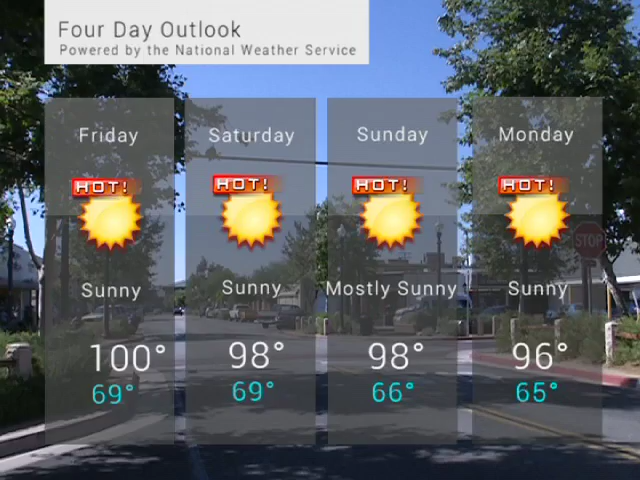 Four Day Outlook
Powered by the National Weather Service
Friday
HOT!
Sunny
100°
69°
Saturday
HOT!
Sunny
98°
69°
Sunday
HOT!
Mostly Sunny
98°
66°
Monday
HOT!
Sunny
96°
65°
STOP